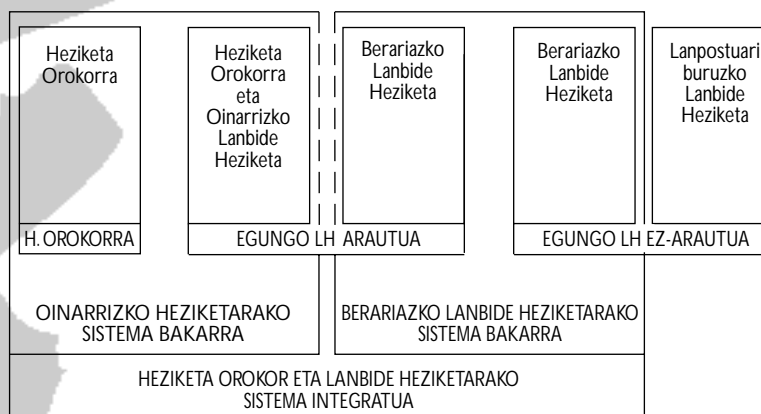 Heziketa
Orokorra
Heziketa
Orokorra
eta
Oinarrizko
Lanbide
Heziketa
Berariazko
Lanbide
Heziketa
Berariazko
Lanbide
Heziketa
Lanpostuari
buruzko
Lanbide
Heziketa
H. OROKORRA
EGUNGO LH ARAUTUA
EGUNGO LH EZ-ARAUTUA
OINARRIZKO HEZIKETARAKO
SISTEMA BAKARRA
BERARIAZKO LANBIDE HEZIKETARAKO
SISTEMA BAKARRA
HEZIKETA OROKOR ETA LANBIDE HEZIKETARAKO
SISTEMA INTEGRATUA